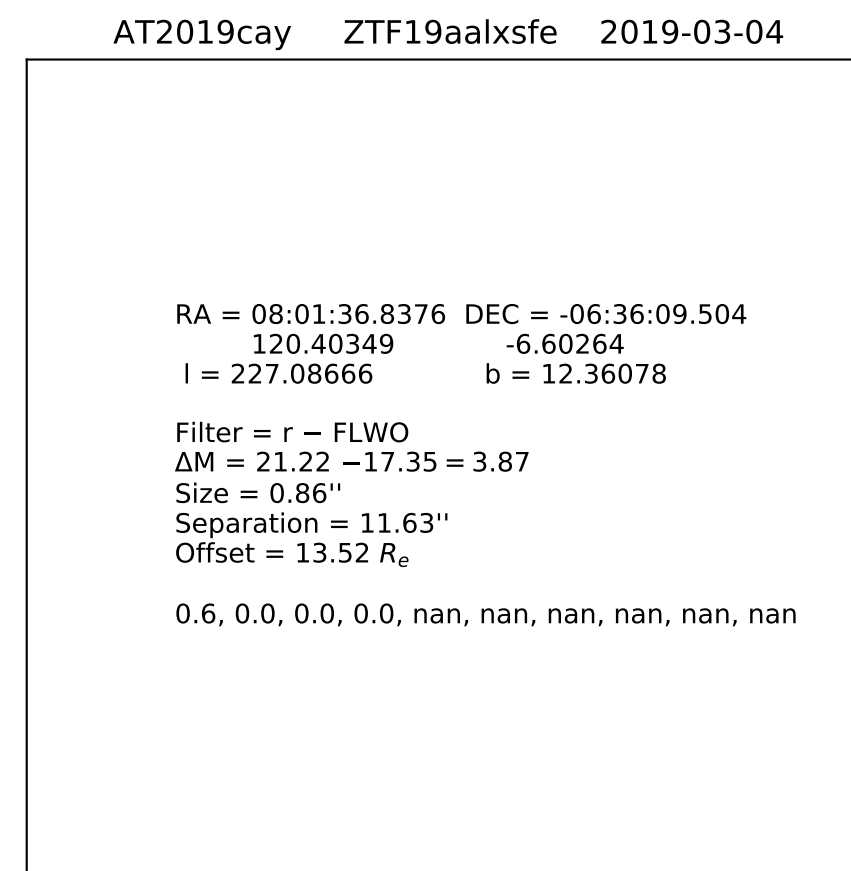 AT2019cay ZTF19aalxsfe 2019-03-04
RA = 08:01:36.8376 DEC = -06:36:09.504
120.40349 -6.60264
l = 227.08666 b = 12.36078
Filter = r − FLWO
ΔM = 21.22 −17.35 = 3.87
Size = 0.86''
Separation = 11.63''
Offset = 13.52 Rₑ
0.6, 0.0, 0.0, 0.0, nan, nan, nan, nan, nan, nan